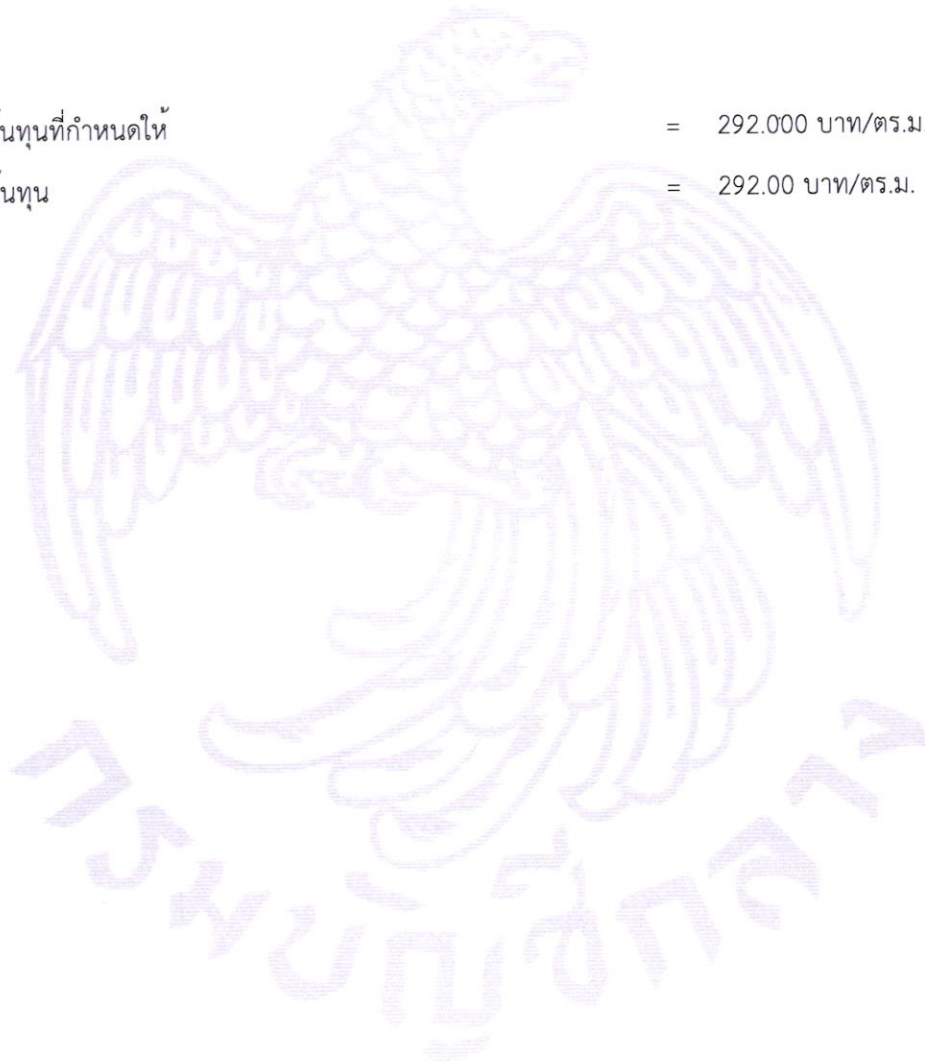 ้นทุนที่กำหนดให้ = 292.000 บาท/ตร.ม.
้นทุน = 292.00 บาท/ตร.ม.
กรมบัญชีกลาง